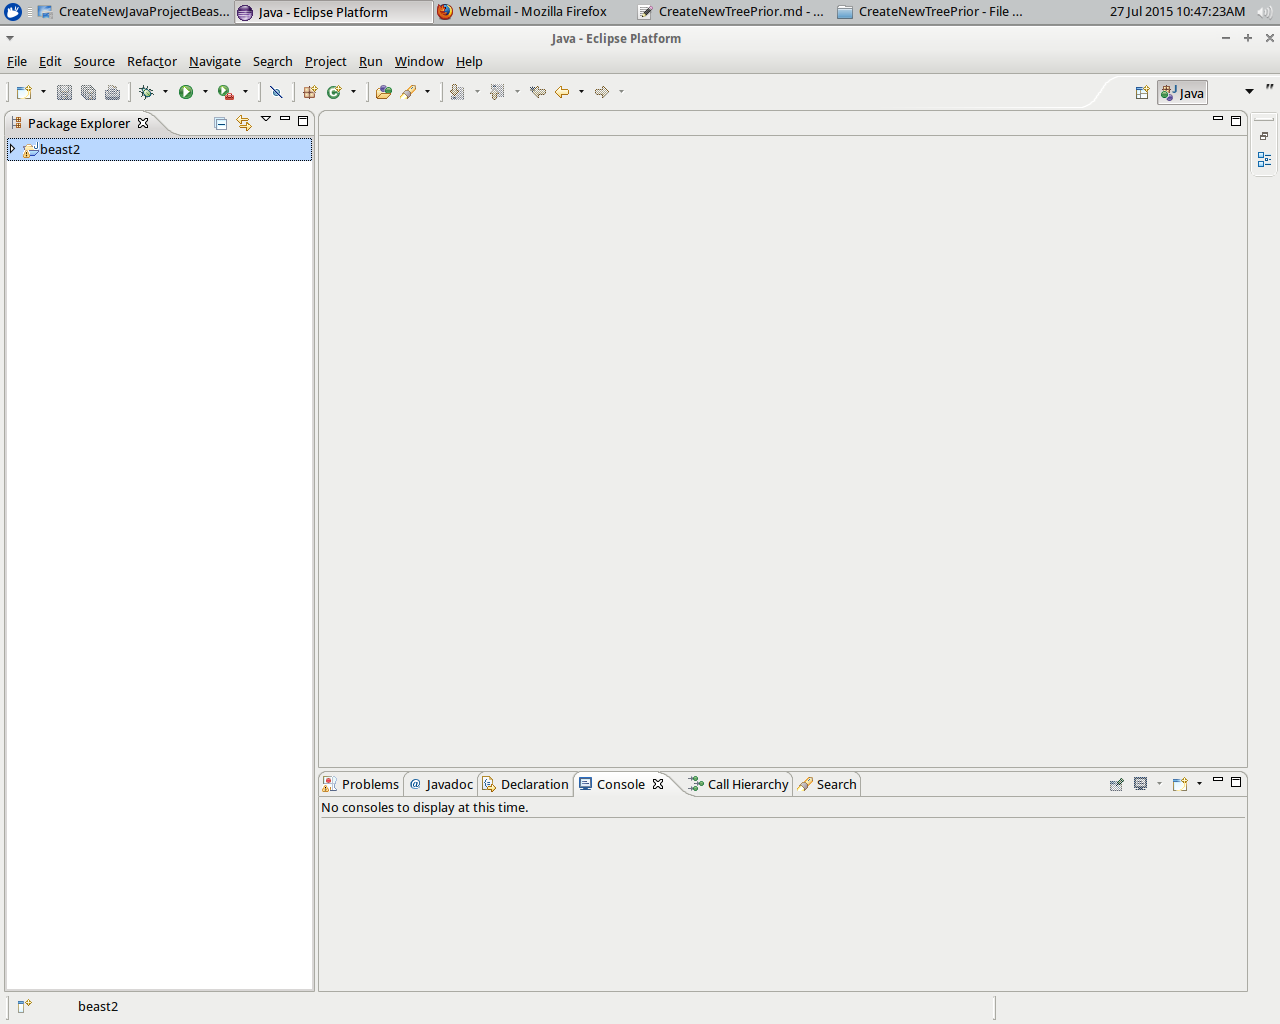 CreateNewJavaProjectBeas... Java - Eclipse Platform Webmail - Mozilla Firefox CreateNewTreePrior.md - ... CreateNewTreePrior - File ... 27 Jul 2015 10:47:23AM
Java - Eclipse Platform
File Edit Source Refactor Navigate Search Project Run Window Help
Java
Package Explorer
beast2
Problems Javadoc Declaration Console Call Hierarchy Search
No consoles to display at this time.
beast2